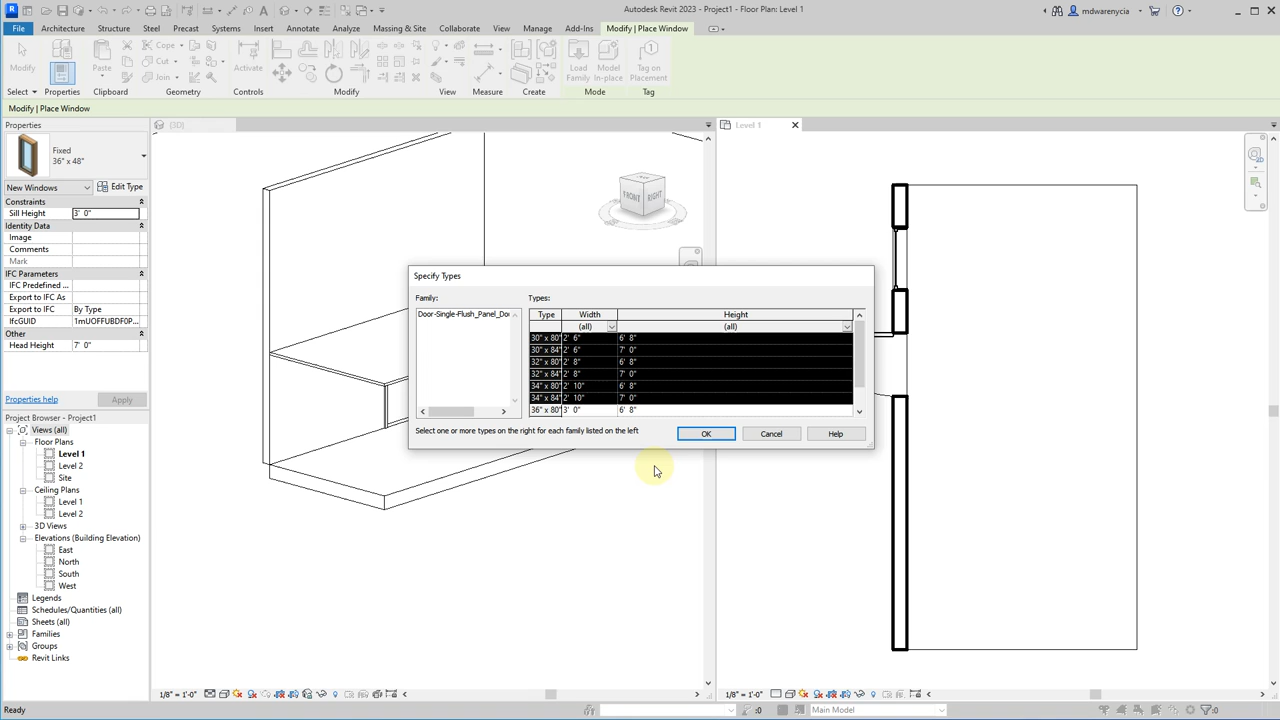 Autodesk Revit 2023 - Project1 - Floor Plan: Level 1
mdwarenycia
File Architecture Structure Steel Precast Systems Insert Annotate Analyze Massing & Site Collaborate View Manage Add-Ins Modify | Place Window
Modify Paste Cope Cut Join Activate Load Family Model In-place Tag on Placement
Select Properties Clipboard Geometry Controls Modify View Measure Create Mode Tag
Modify | Place Window
Properties
Fixed
36" x 48"
New Windows Edit Type
Constraints
Sill Height 3' 0"
Identity Data
Image
Comments
Mark
IFC Parameters
IFC Predefined ...
Export to IFC As
Export to IFC By Type
IfcGUID 1mUOFFUBDF0P...
Other
Head Height 7' 0"
Properties help Apply
Project Browser - Project1
Views (all)
Floor Plans
Level 1
Level 2
Site
Ceiling Plans
Level 1
Level 2
3D Views
Elevations (Building Elevation)
East
North
South
West
Legends
Schedules/Quantities (all)
Sheets (all)
Families
Groups
Revit Links
{3D}
Level 1
FRONT RIGHT
Specify Types
Family: Types:
Door-Single-Flush_Panel_Do
Type Width Height
(all) (all)
30" x 80" 2' 6" 6' 8"
30" x 84" 2' 6" 7' 0"
32" x 80" 2' 8" 6' 8"
32" x 84" 2' 8" 7' 0"
34" x 80" 2' 10" 6' 8"
34" x 84" 2' 10" 7' 0"
36" x 80" 3' 0" 6' 8"
Select one or more types on the right for each family listed on the left
OK Cancel Help
1/8" = 1'-0"
1/8" = 1'-0"
Ready
:0 Main Model :0